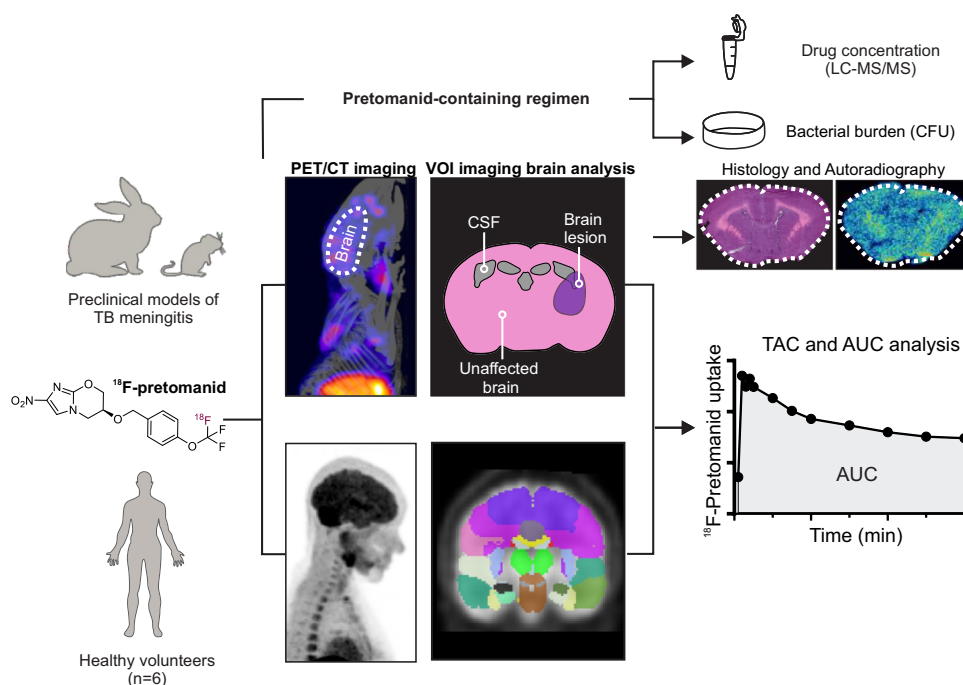 Drug concentration
(LC-MS/MS)
Pretomanid-containing regimen
Bacterial burden (CFU)
PET/CT imaging
VOI imaging brain analysis
Histology and Autoradiography
Brain
CSF
Brain
lesion
Unaffected
brain
Preclinical models of
TB meningitis
¹⁸F-pretomanid
O₂N
N
N
O
O
O
¹⁸F
F
F
TAC and AUC analysis
¹⁸F-Pretomanid uptake
AUC
Time (min)
Healthy volunteers
(n=6)